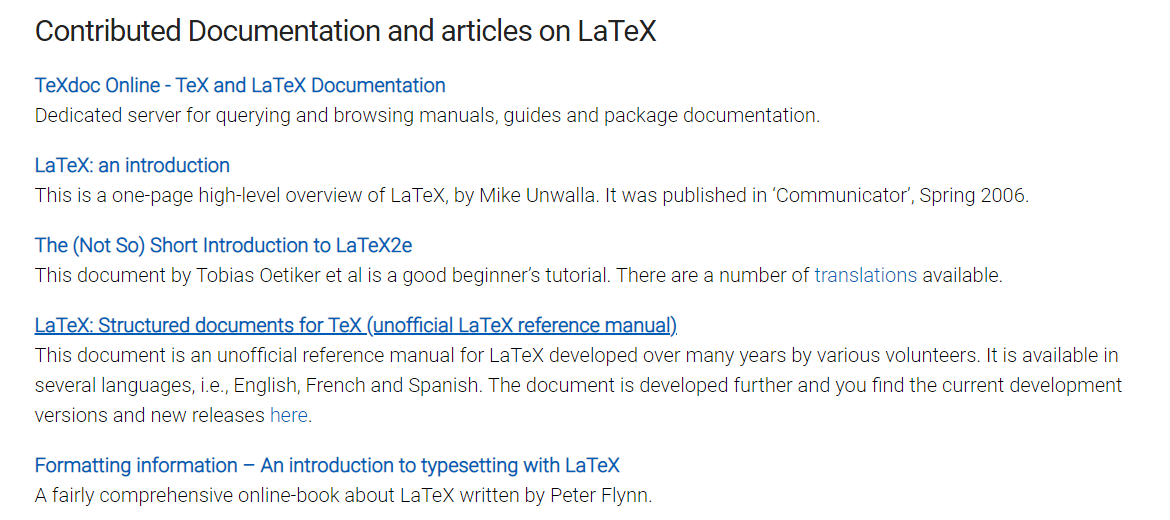 Contributed Documentation and articles on LaTeX
TeXdoc Online - TeX and LaTeX Documentation
Dedicated server for querying and browsing manuals, guides and package documentation.
LaTeX: an introduction
This is a one-page high-level overview of LaTeX, by Mike Unwalla. It was published in ‘Communicator’, Spring 2006.
The (Not So) Short Introduction to LaTeX2e
This document by Tobias Oetiker et al is a good beginner’s tutorial. There are a number of translations available.
LaTeX: Structured documents for TeX (unofficial LaTeX reference manual)
This document is an unofficial reference manual for LaTeX developed over many years by various volunteers. It is available in
several languages, i.e., English, French and Spanish. The document is developed further and you find the current development
versions and new releases here.
Formatting information – An introduction to typesetting with LaTeX
A fairly comprehensive online-book about LaTeX written by Peter Flynn.